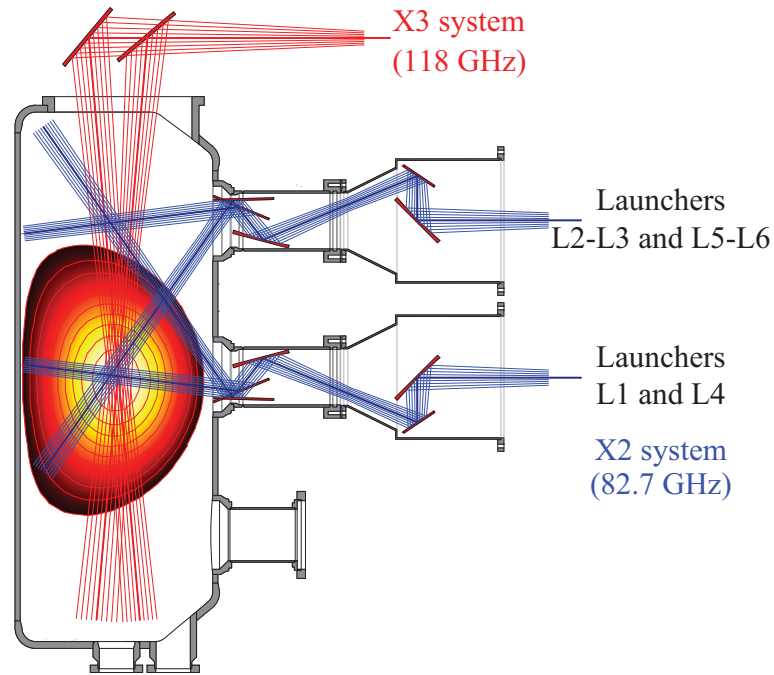 X3 system
(118 GHz)
Launchers
L2-L3 and L5-L6
Launchers
L1 and L4
X2 system
(82.7 GHz)